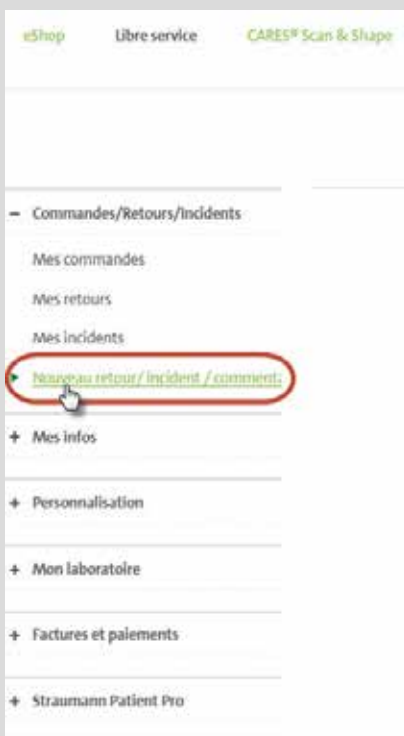 eShop Libre service CARES® Scan & Shape
− Commandes/Retours/Incidents
Mes commandes
Mes retours
Mes incidents
Nouveau retour/ incident / comment
+ Mes infos
+ Personnalisation
+ Mon laboratoire
+ Factures et paiements
+ Straumann Patient Pro